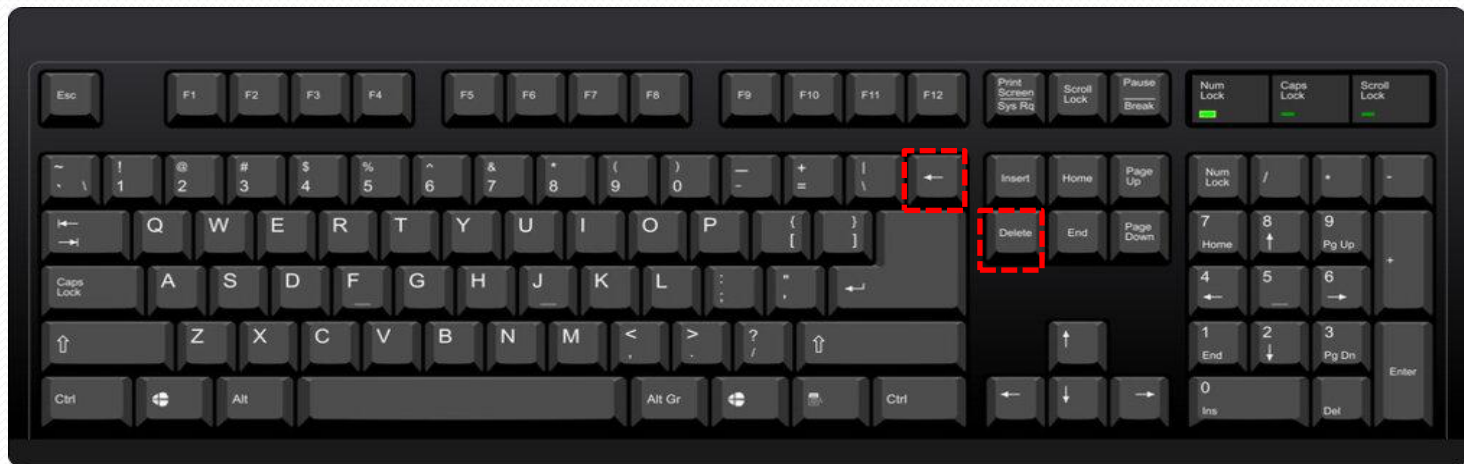 Esc F1 F2 F3 F4 F5 F6 F7 F8 F9 F10 F11 F12 Print Screen Sys Rq Scroll Lock Pause Break Num Lock Caps Lock Scroll Lock
~ ` \ ! 1 @ 2 # 3 $ 4 % 5 ^ 6 & 7 * 8 ( 9 ) 0 — - + = | \ ← Insert Home Page Up Num Lock / * -
Q W E R T Y U I O P { [ } ] Delete End Page Down 7 Home 8 ↑ 9 Pg Up +
Caps Lock A S D F G H J K L : ; " ' 4 ← 5 6 →
⇧ Z X C V B N M < , > . ? / ⇧ ↑ 1 End 2 ↓ 3 Pg Dn Enter
Ctrl Alt Alt Gr Ctrl ← ↓ → 0 Ins . Del